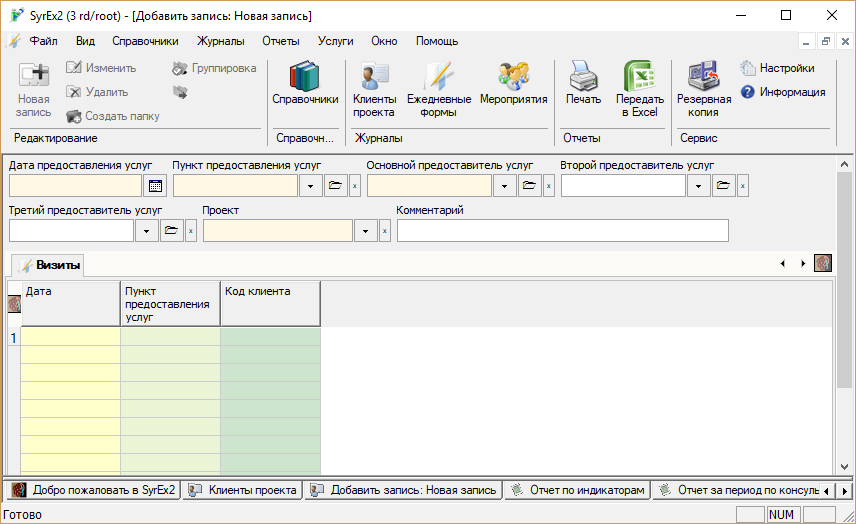 SyrEx2 (3 rd/root) - [Добавить запись: Новая запись]
Файл Вид Справочники Журналы Отчеты Услуги Окно Помощь
Новая запись
Изменить
Удалить
Создать папку
Группировка
Редактирование
Справочники
Справочн...
Клиенты проекта
Ежедневные формы
Мероприятия
Журналы
Печать
Передать в Excel
Отчеты
Резервная копия
Настройки
Информация
Сервис
Дата предоставления услуг Пункт предоставления услуг Основной предоставитель услуг Второй предоставитель услуг
Третий предоставитель услуг Проект Комментарий
Визиты
Дата
Пункт предоставления услуг
Код клиента
1
Добро пожаловать в SyrEx2 Клиенты проекта Добавить запись: Новая запись Отчет по индикаторам Отчет за период по консуль
Готово NUM